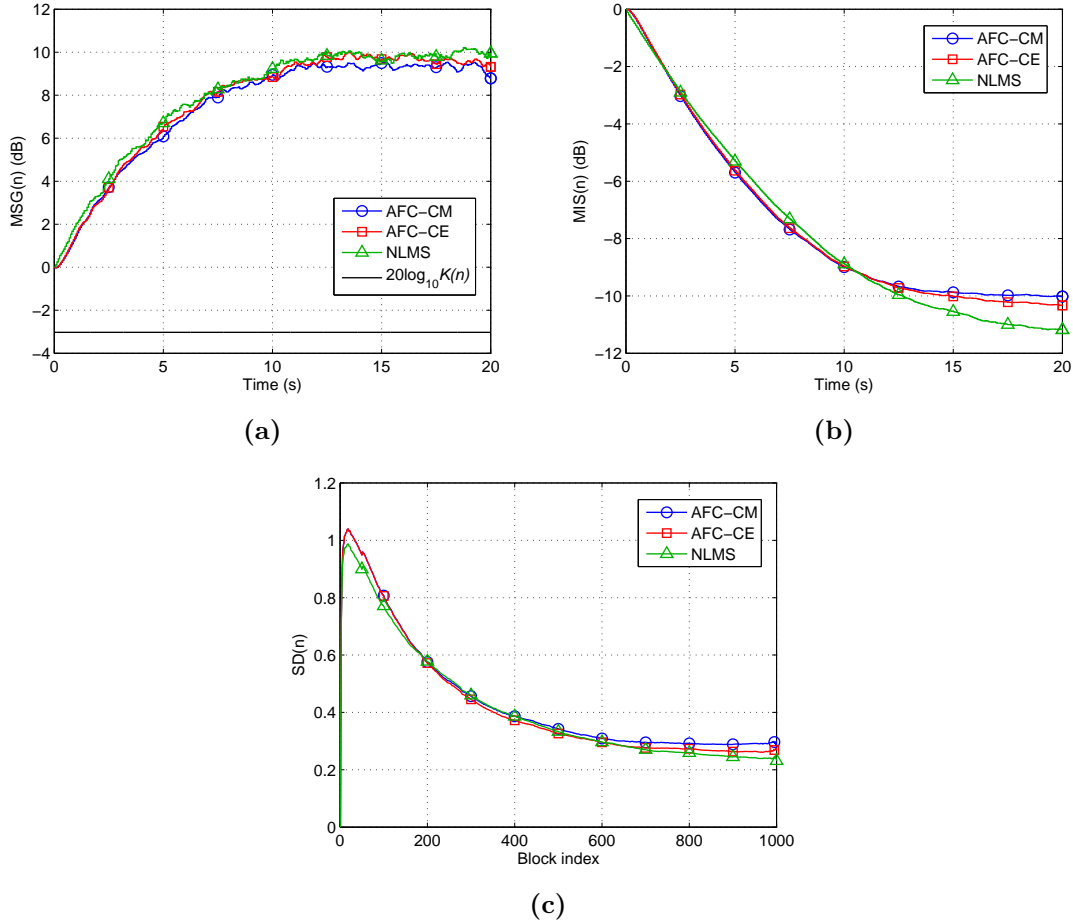 12
10
8
6
4
2
0
−2
−4
0
5
10
15
20
MSG(n) (dB)
Time (s)
AFC−CM
AFC−CE
NLMS
20log10K(n)
(a)
0
−2
−4
−6
−8
−10
−12
0
5
10
15
20
MIS(n) (dB)
Time (s)
AFC−CM
AFC−CE
NLMS
(b)
1.2
1
0.8
0.6
0.4
0.2
0
0
200
400
600
800
1000
SD(n)
Block index
AFC−CM
AFC−CE
NLMS
(c)